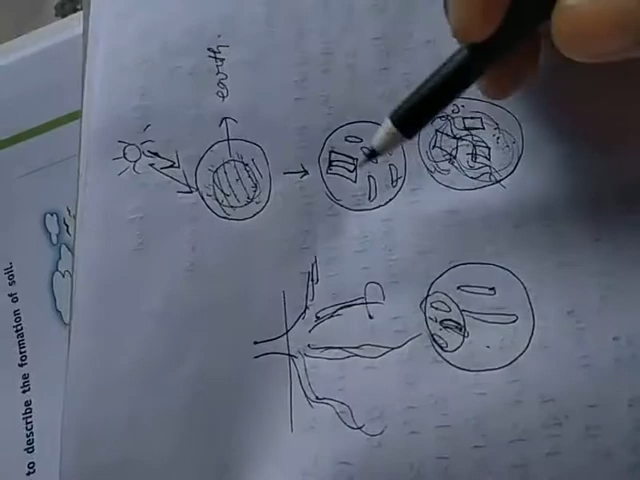 earth.
to describe the formation of soil.